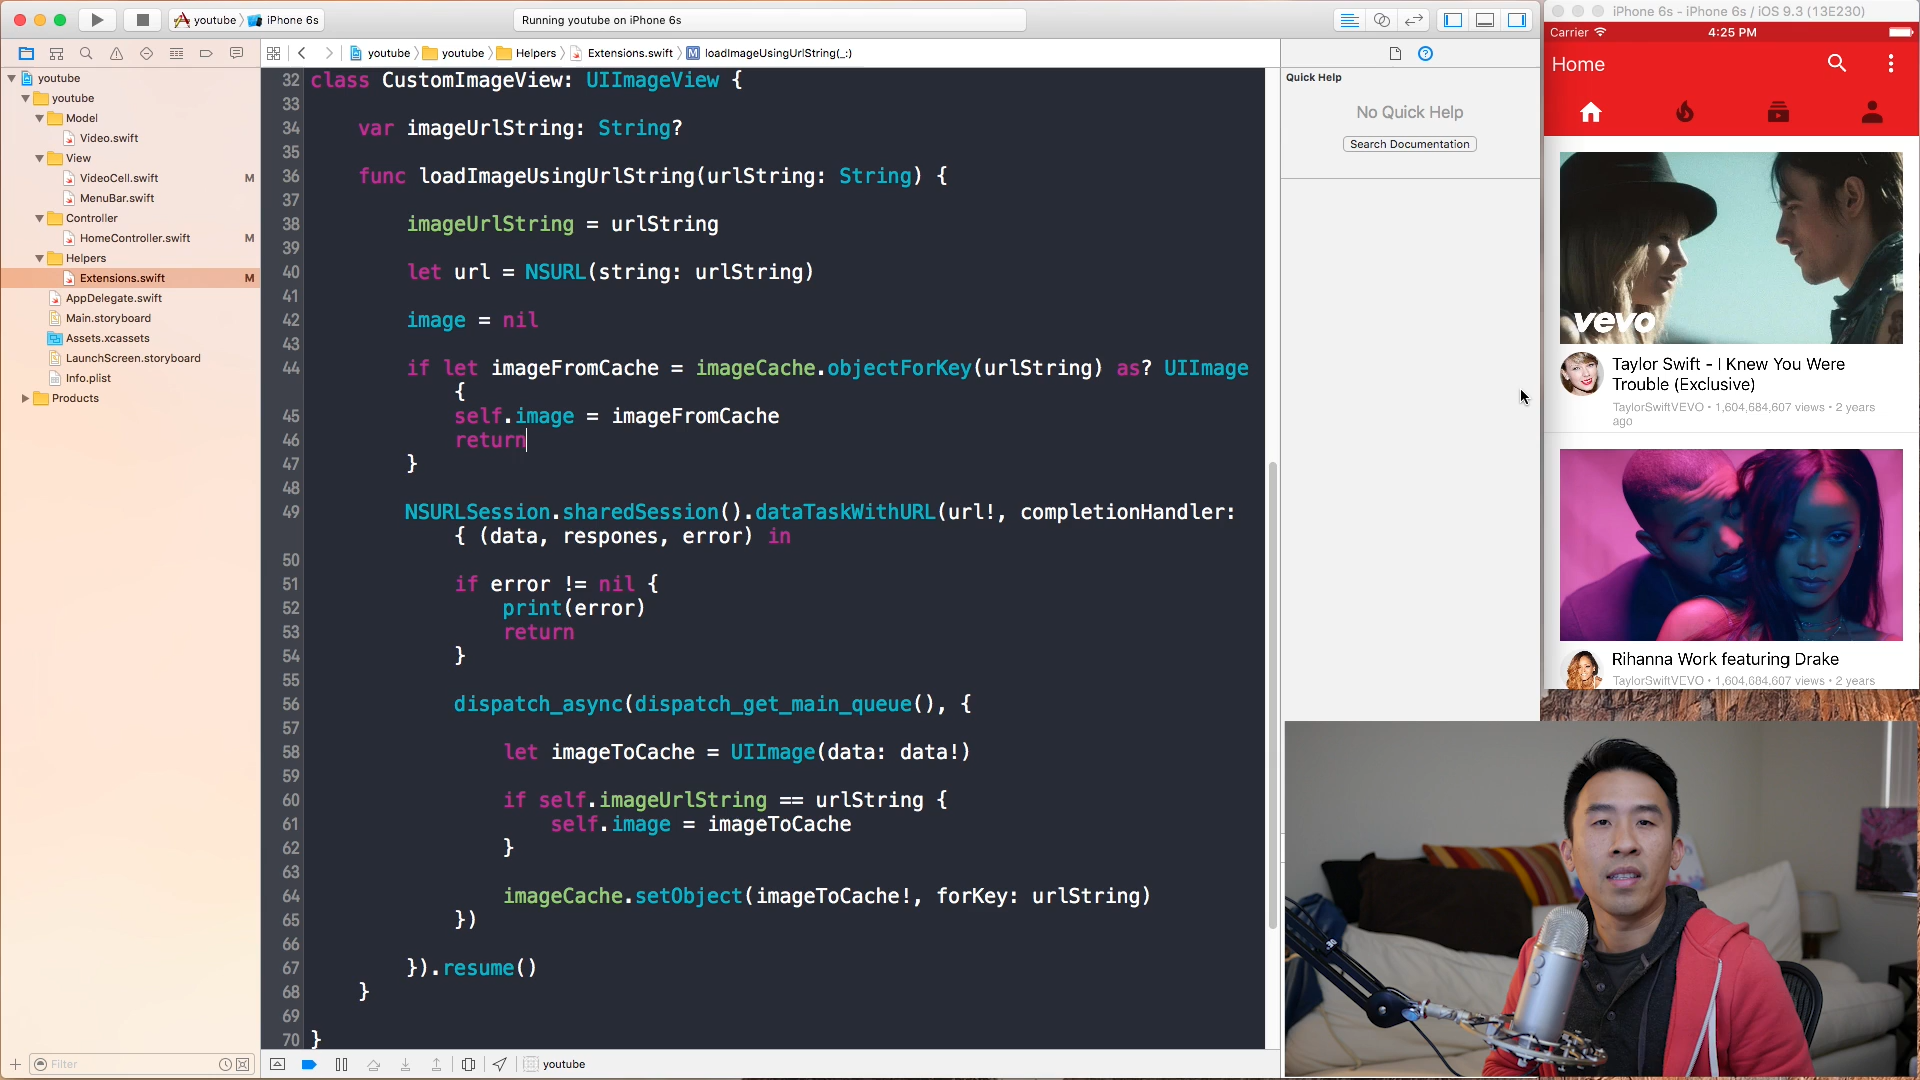 youtube
iPhone 6s
Running youtube on iPhone 6s
youtube
youtube
Helpers
Extensions.swift
M
loadImageUsingUrlString(_:)
youtube
youtube
Model
Video.swift
View
VideoCell.swift M
MenuBar.swift
Controller
HomeController.swift M
Helpers
Extensions.swift M
AppDelegate.swift
Main.storyboard
Assets.xcassets
LaunchScreen.storyboard
Info.plist
Products
Filter
32 class CustomImageView: UIImageView {
33
34 var imageUrlString: String?
35
36 func loadImageUsingUrlString(urlString: String) {
37
38 imageUrlString = urlString
39
40 let url = NSURL(string: urlString)
41
42 image = nil
43
44 if let imageFromCache = imageCache.objectForKey(urlString) as? UIImage
{
45 self.image = imageFromCache
46 return
47 }
48
49 NSURLSession.sharedSession().dataTaskWithURL(url!, completionHandler:
{ (data, respones, error) in
50
51 if error != nil {
52 print(error)
53 return
54 }
55
56 dispatch_async(dispatch_get_main_queue(), {
57
58 let imageToCache = UIImage(data: data!)
59
60 if self.imageUrlString == urlString {
61 self.image = imageToCache
62 }
63
64 imageCache.setObject(imageToCache!, forKey: urlString)
65 })
66
67 }).resume()
68 }
69
70 }
youtube
Quick Help
No Quick Help
Search Documentation
iPhone 6s - iPhone 6s / iOS 9.3 (13E230)
Carrier
4:25 PM
Home
vevo
Taylor Swift - I Knew You Were
Trouble (Exclusive)
TaylorSwiftVEVO • 1,604,684,607 views • 2 years
ago
Rihanna Work featuring Drake
TaylorSwiftVEVO • 1,604,684,607 views • 2 years